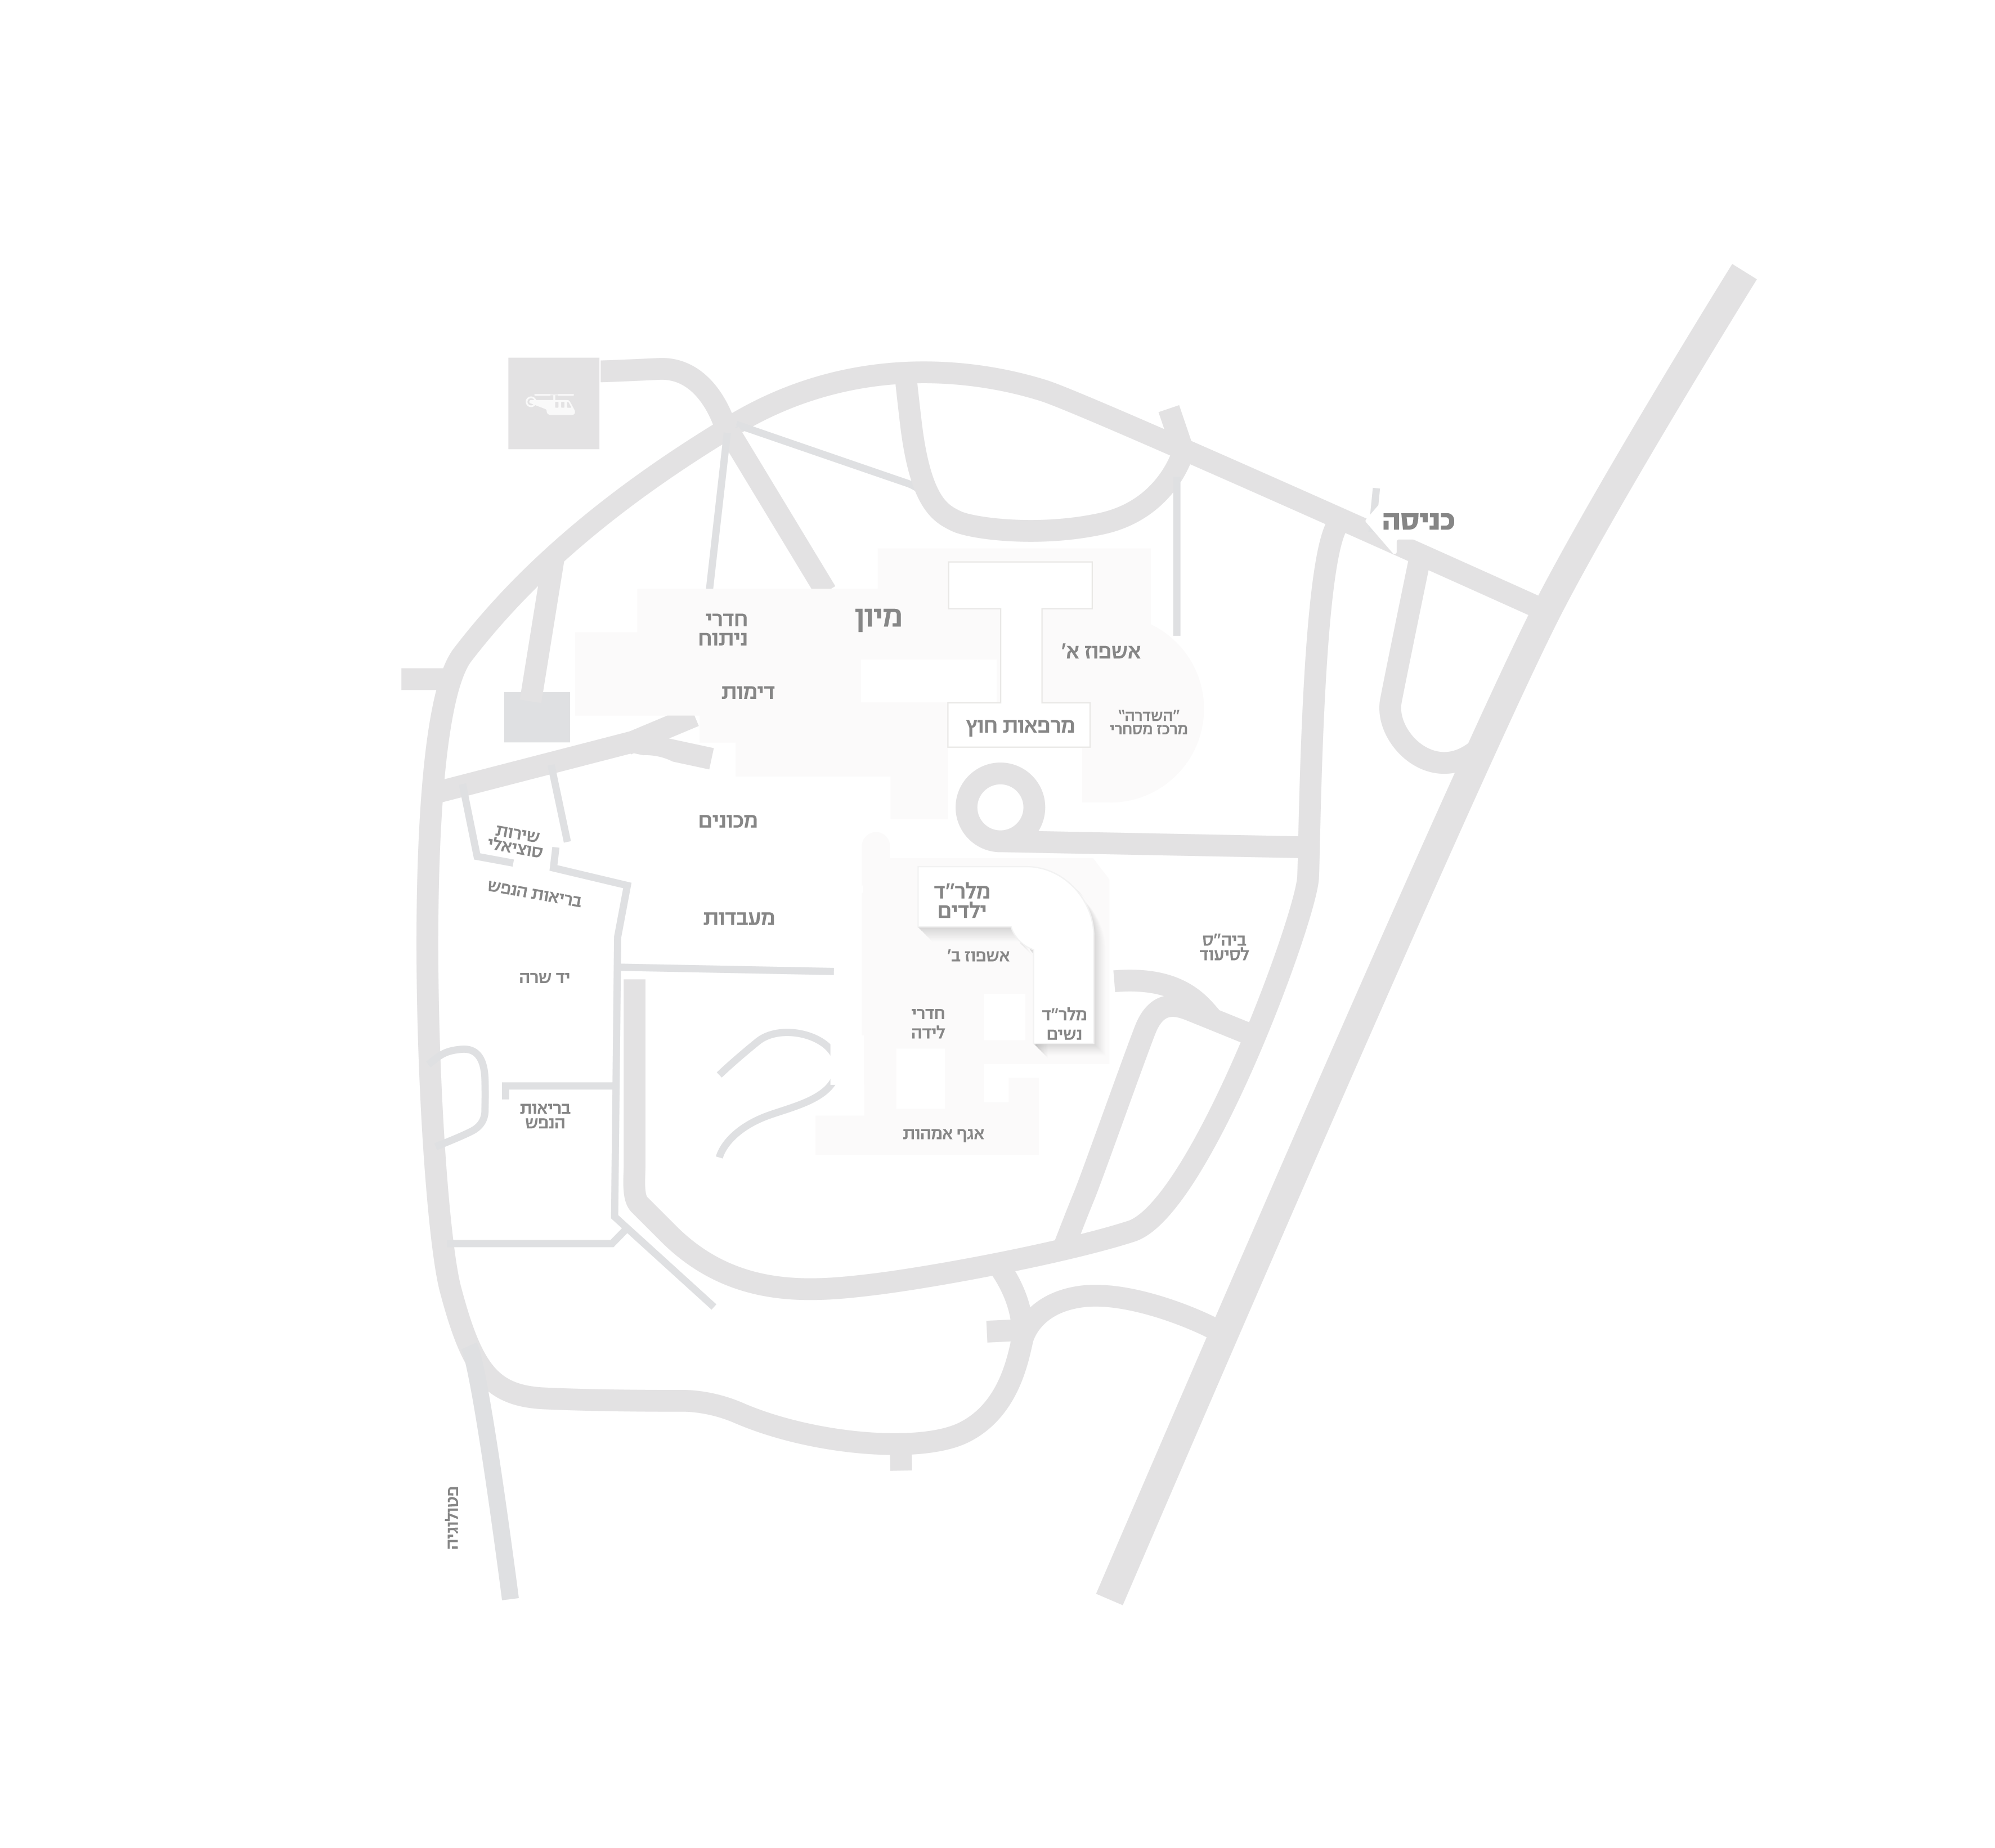 כניסה
חדרי
ניתוח
מיון
אשפוז א'
דימות
"השדרה"
מרכז מסחרי
מרפאות חוץ
מכונים
שירות
סוציאלי
בריאות הנפש
מלר"ד
ילדים
מעבדות
ביה"ס
לסיעוד
אשפוז ב'
יד שרה
חדרי
לידה
מלר"ד
נשים
בריאות
הנפש
אגף אמהות
פטולוגיה